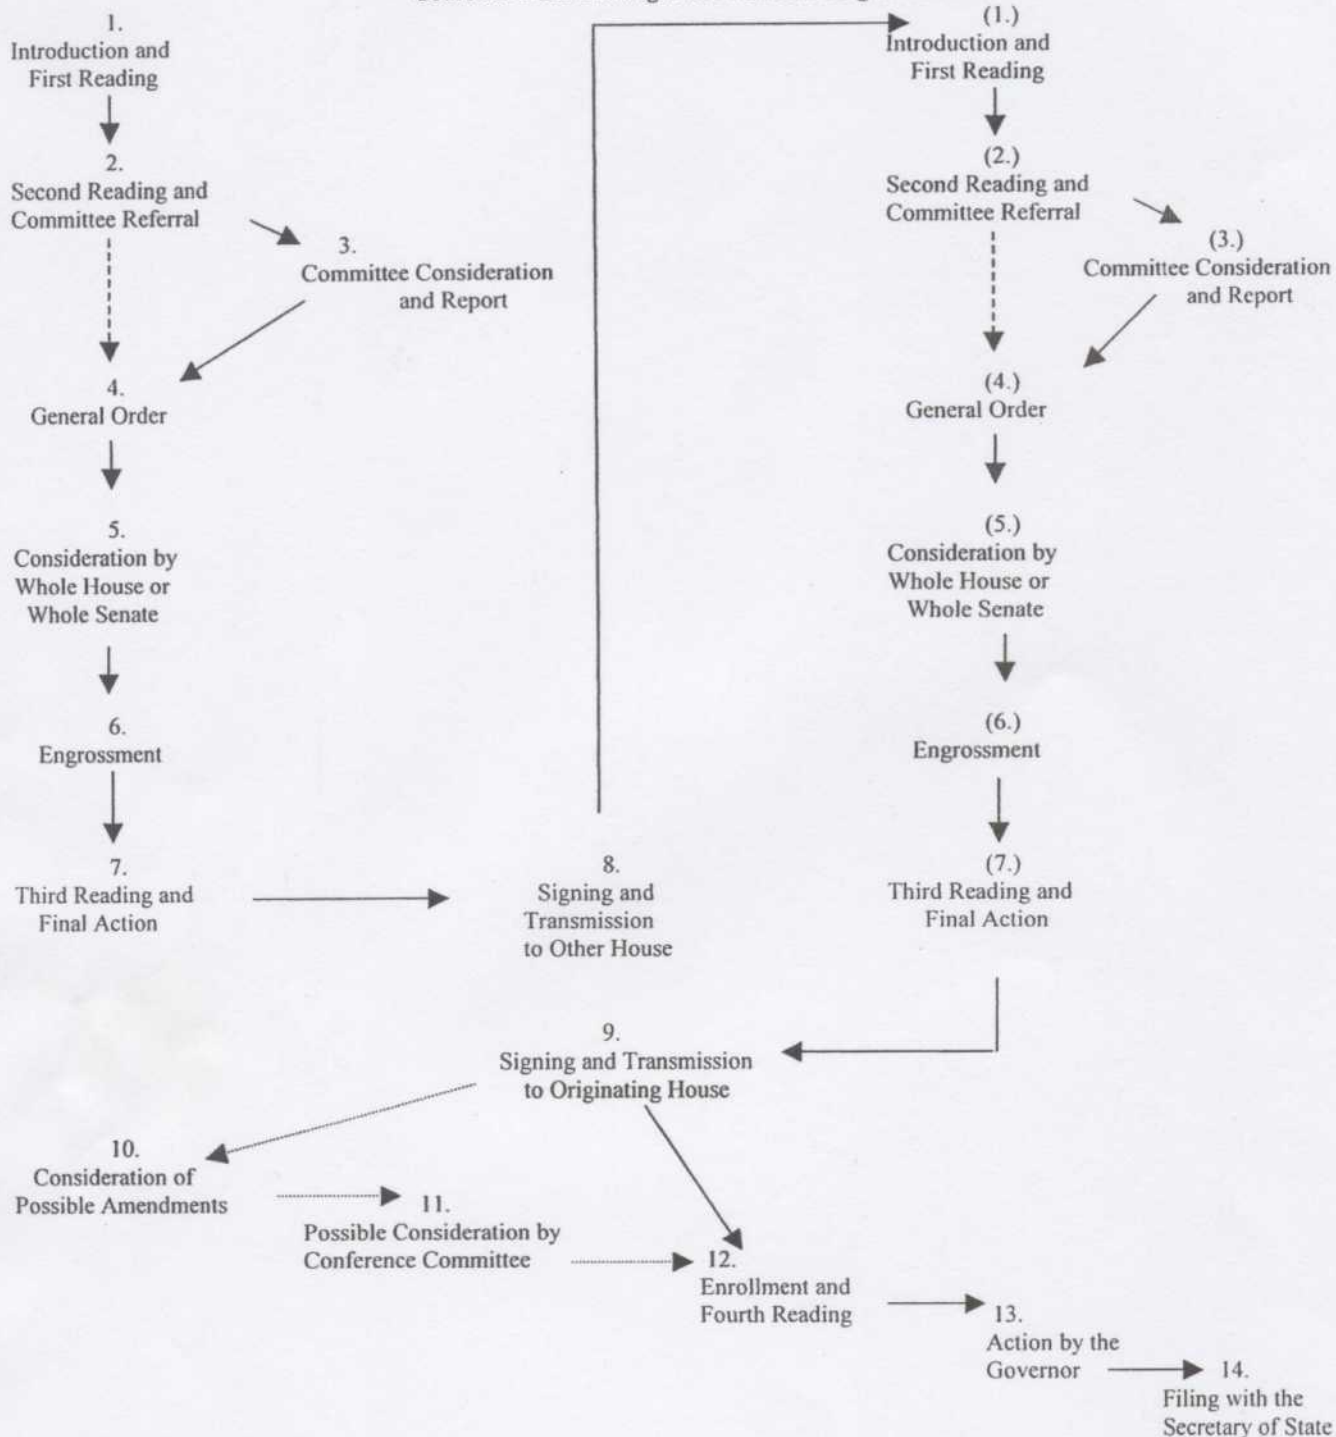 1.
Introduction and
First Reading
2.
Second Reading and
Committee Referral
3.
Committee Consideration
and Report
4.
General Order
5.
Consideration by
Whole House or
Whole Senate
6.
Engrossment
7.
Third Reading and
Final Action
8.
Signing and
Transmission
to Other House
(1.)
Introduction and
First Reading
(2.)
Second Reading and
Committee Referral
(3.)
Committee Consideration
and Report
(4.)
General Order
(5.)
Consideration by
Whole House or
Whole Senate
(6.)
Engrossment
(7.)
Third Reading and
Final Action
9.
Signing and Transmission
to Originating House
10.
Consideration of
Possible Amendments
11.
Possible Consideration by
Conference Committee
12.
Enrollment and
Fourth Reading
13.
Action by the
Governor
14.
Filing with the
Secretary of State